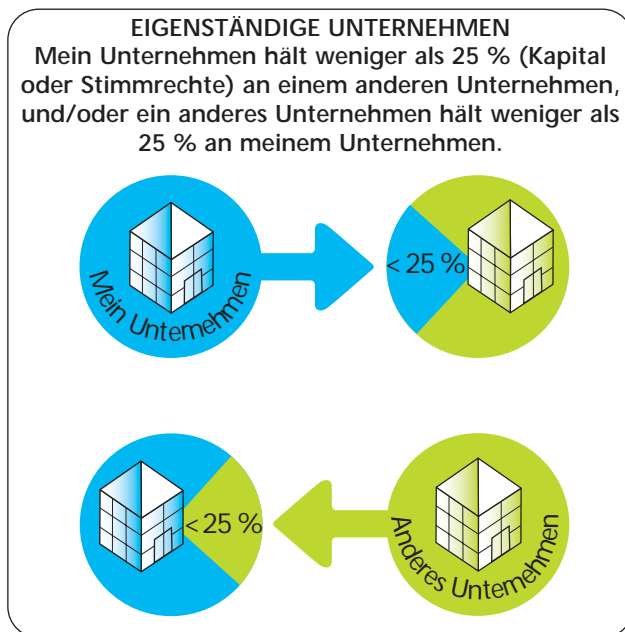 EIGENSTÄNDIGE UNTERNEHMEN
Mein Unternehmen hält weniger als 25 % (Kapital
oder Stimmrechte) an einem anderen Unternehmen,
und/oder ein anderes Unternehmen hält weniger als
25 % an meinem Unternehmen.
Mein Unternehmen
< 25 %
< 25 %
Anderes Unternehmen